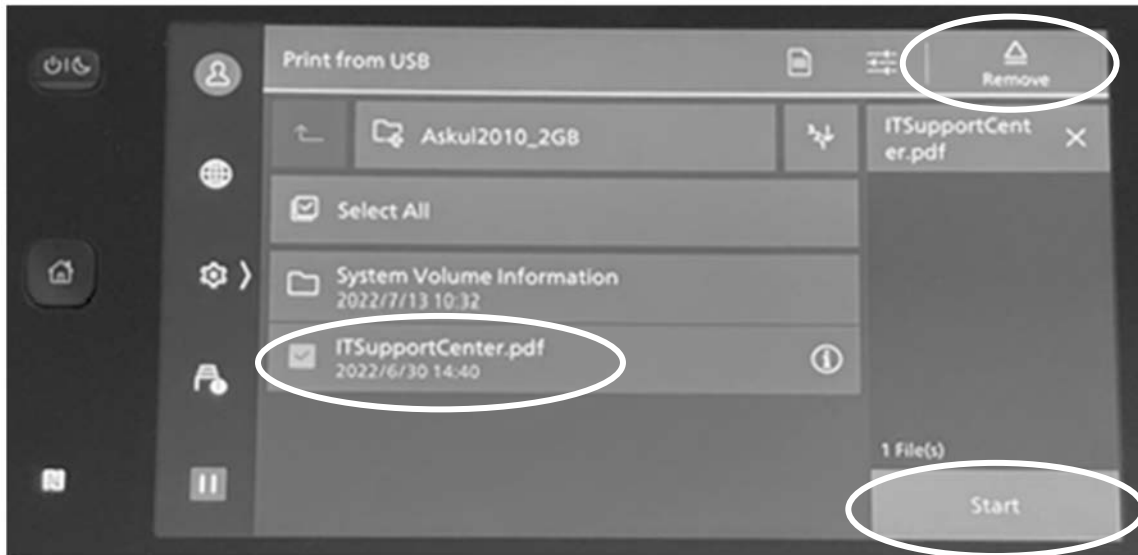 Print from USB
Remove
Askul2010_2GB
ITSupportCent
er.pdf
Select All
System Volume Information
2022/7/13 10:32
ITSupportCenter.pdf
2022/6/30 14:40
1 File(s)
Start